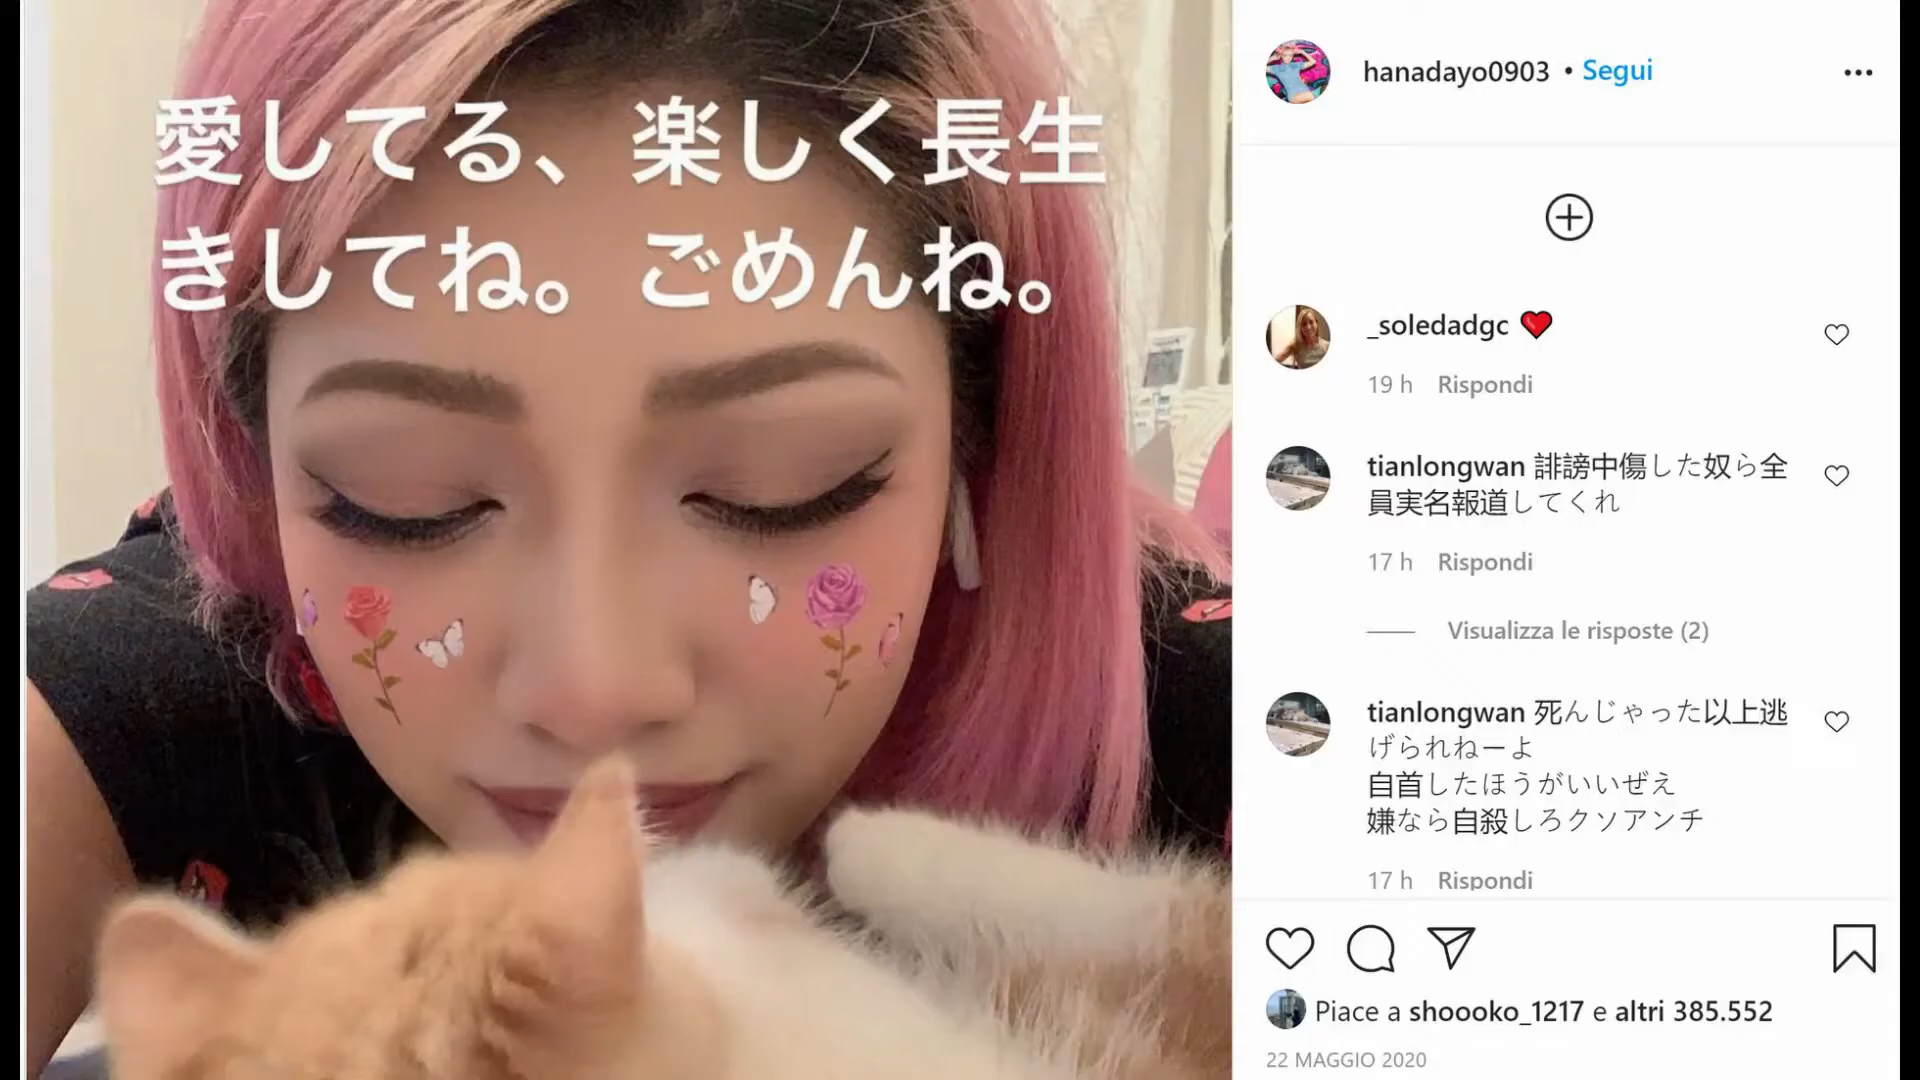 愛してる、楽しく長生
きしてね。ごめんね。
hanadayo0903 • Segui
_soledadgc ❤️
19 h Rispondi
tianlongwan 誹謗中傷した奴ら全
員実名報道してくれ
17 h Rispondi
Visualizza le risposte (2)
tianlongwan 死んじゃった以上逃
げられねーよ
自首したほうがいいぜえ
嫌なら自殺しろクソアンチ
17 h Rispondi
Piace a shoooko_1217 e altri 385.552
22 MAGGIO 2020